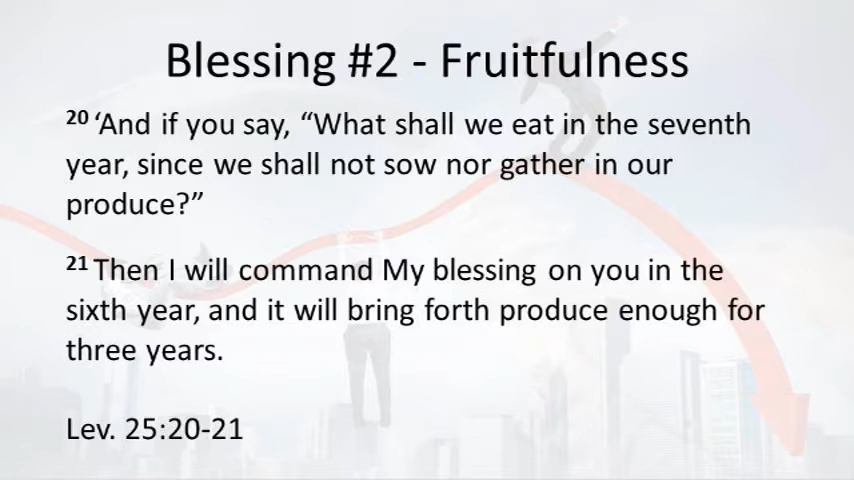 Blessing #2 - Fruitfulness
20 ‘And if you say, “What shall we eat in the seventh
year, since we shall not sow nor gather in our
produce?”
21 Then I will command My blessing on you in the
sixth year, and it will bring forth produce enough for
three years.
Lev. 25:20-21